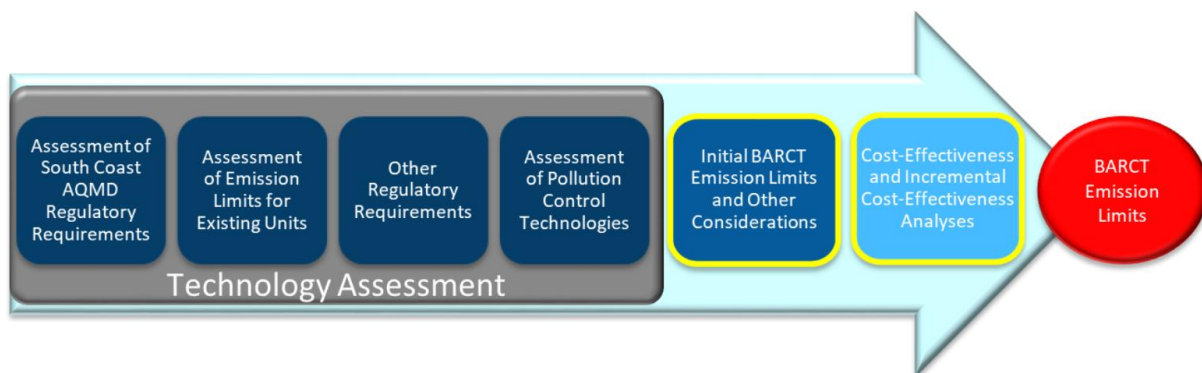 Assessment of
South Coast
AQMD
Regulatory
Requirements
Assessment
of Emission
Limits for
Existing Units
Other
Regulatory
Requirements
Assessment
of Pollution
Control
Technologies
Technology Assessment
Initial BARCT
Emission Limits
and Other
Considerations
Cost-Effectiveness
and Incremental
Cost-Effectiveness
Analyses
BARCT
Emission
Limits